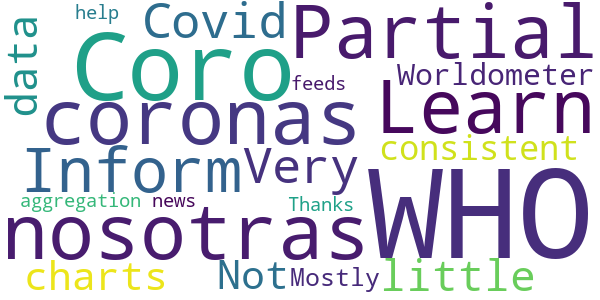 help
Covid
Partial
data
Coro
feeds
Worldometer
coronas
Learn
consistent
Inform
Very
WHO
aggregation
news
Thanks
nosotras
charts
Not
Mostly
little